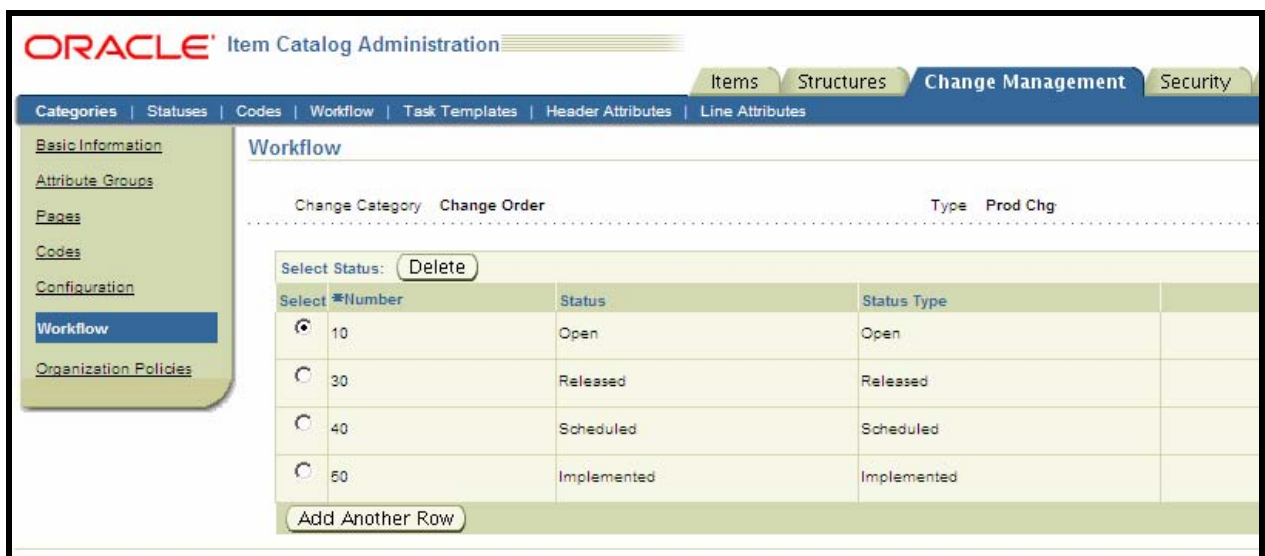 ORACLE' Item Catalog Administration
Items Structures Change Management Security
Categories | Statuses | Codes | Workflow | Task Templates | Header Attributes | Line Attributes
Basic Information
Attribute Groups
Pages
Codes
Configuration
Workflow
Organization Policies
Workflow
Change Category Change Order Type Prod Chg
Select Status: Delete
Select *Number Status Status Type
10 Open Open
30 Released Released
40 Scheduled Scheduled
50 Implemented Implemented
Add Another Row